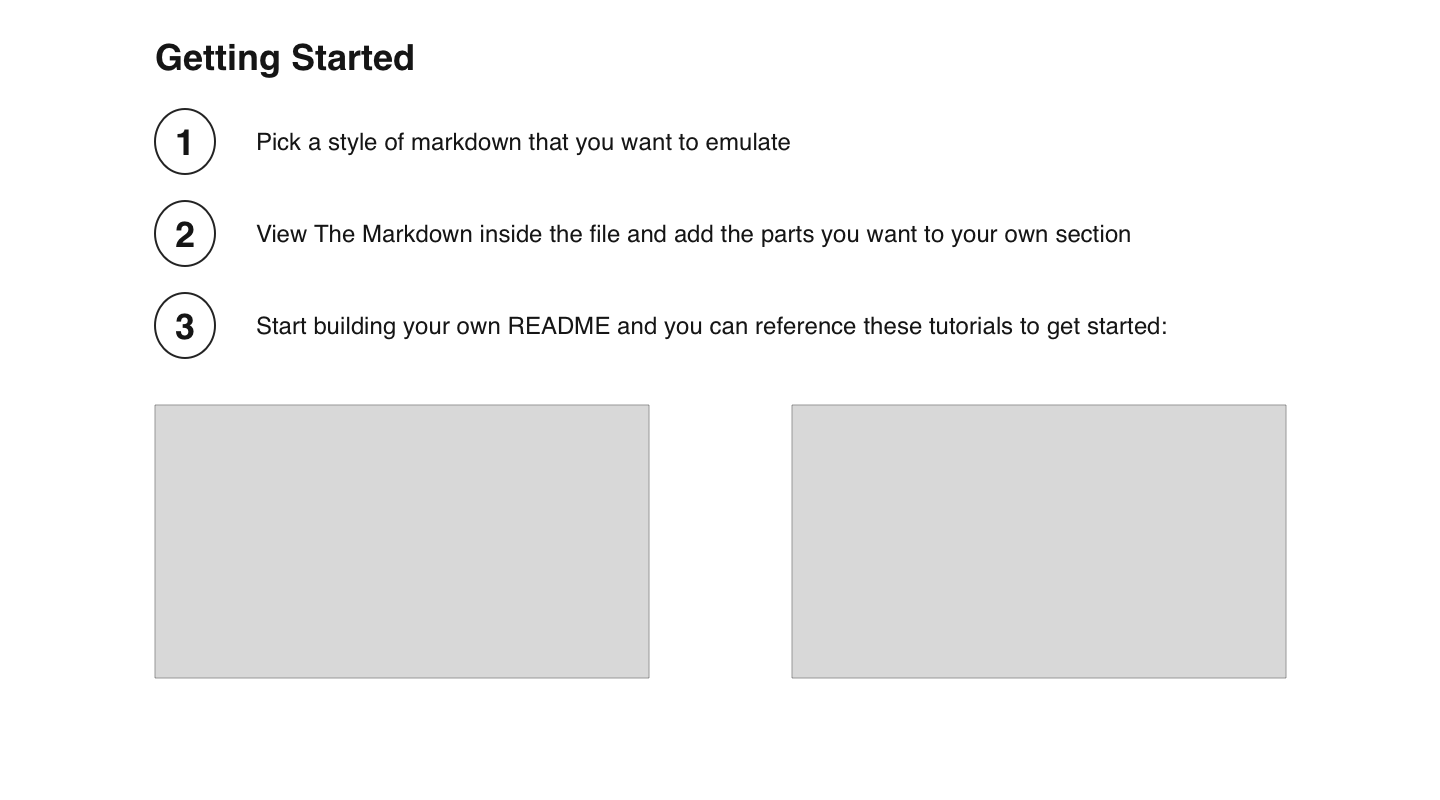 Getting Started
1 Pick a style of markdown that you want to emulate
2 View The Markdown inside the file and add the parts you want to your own section
3 Start building your own README and you can reference these tutorials to get started: